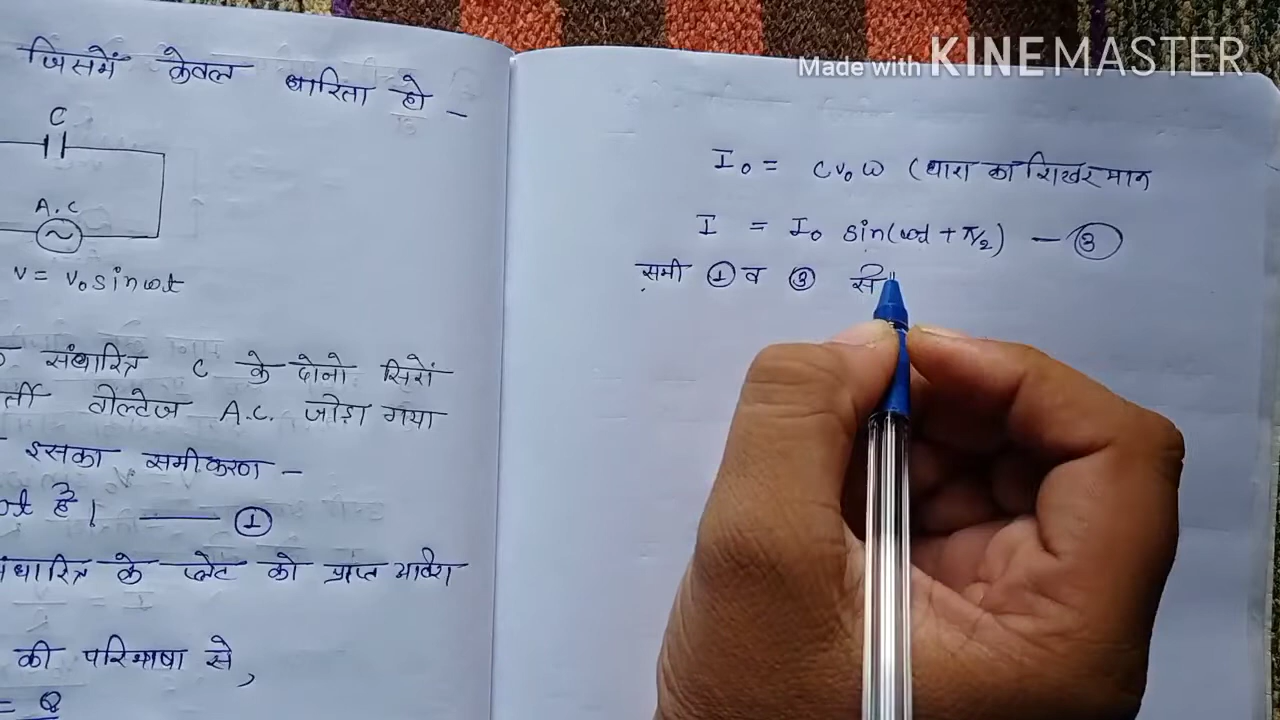 Made with KINEMASTER
जिसमें केवल धारिता हो -
C
A.C
V = V₀ sinωt
संधारित्र C के दोनो सिरों
र्ती वोल्टेज A.C. जोड़ा गया
इसका समीकरण -
ωt है। —— ①
संधारित्र के प्लेट को प्राप्त आवेश
की परिभाषा से,
= Q
I₀ = CV₀ω (धारा का शिखर मान
I = I₀ sin(ωt + π/2) — ③
समी ① व ③ से